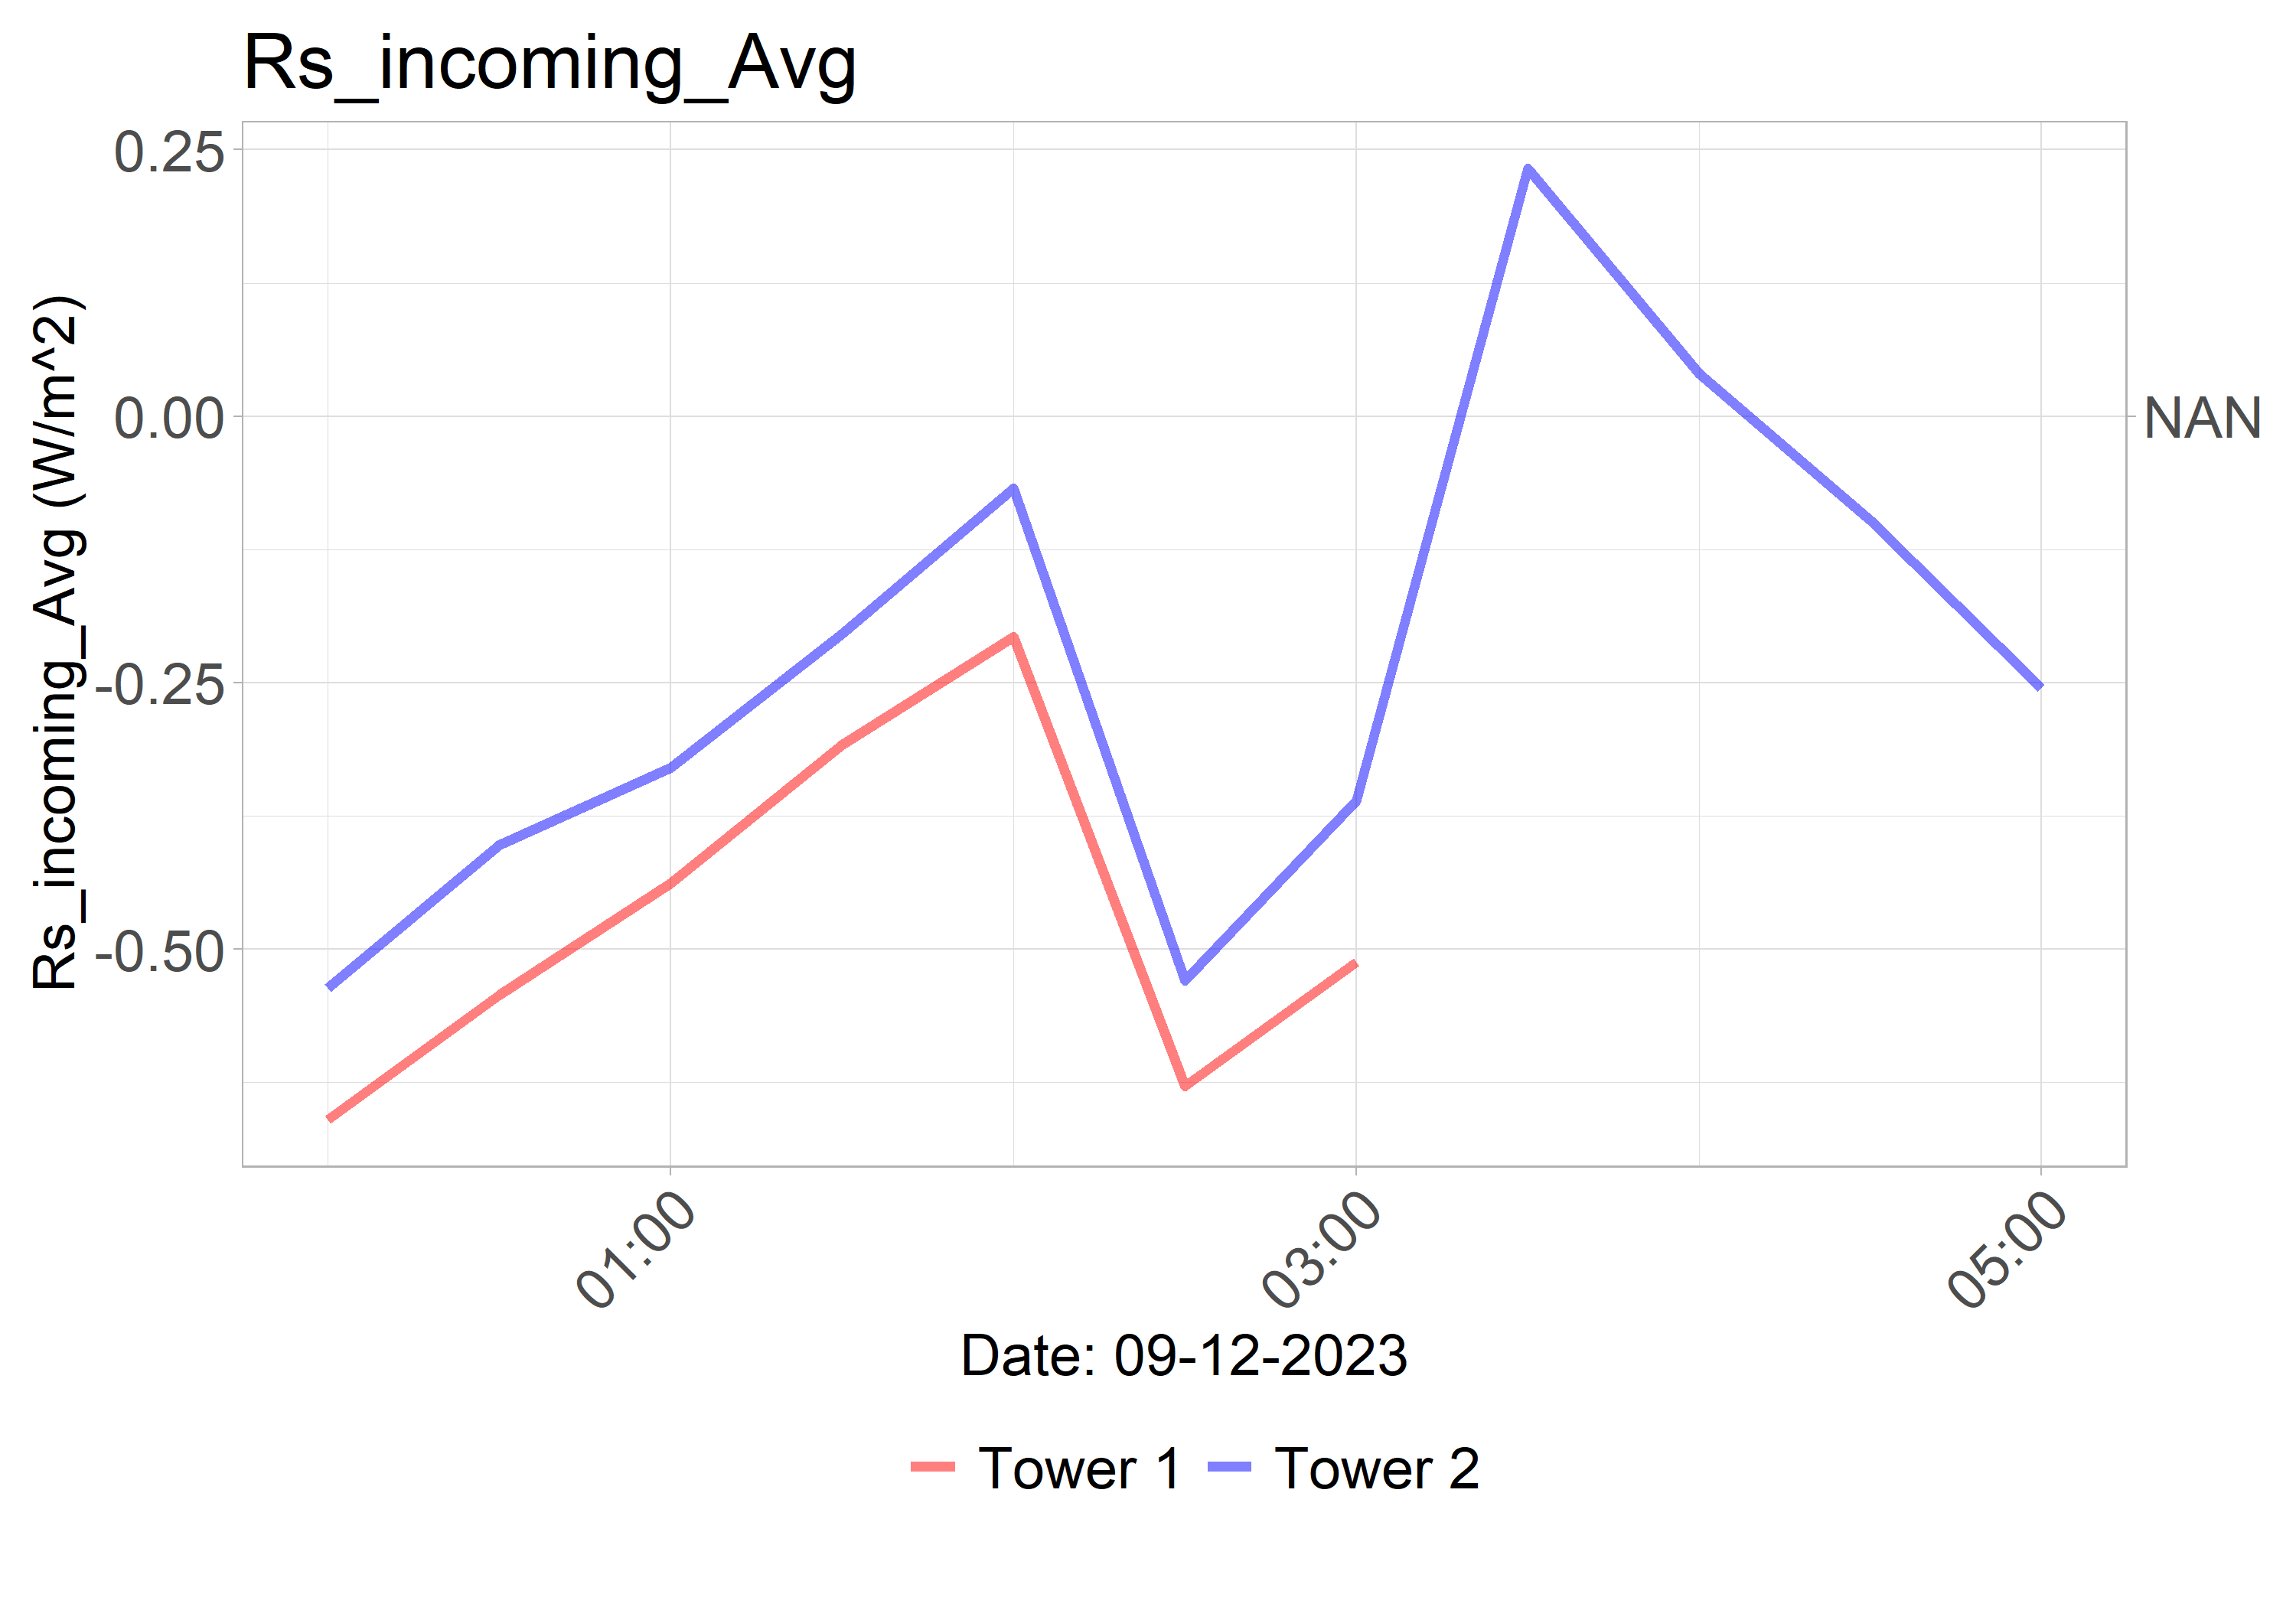 Rs_incoming_Avg
Rs_incoming_Avg (W/m^2)
0.25
0.00
-0.25
-0.50
NAN
01:00
03:00
05:00
Date: 09-12-2023
Tower 1
Tower 2